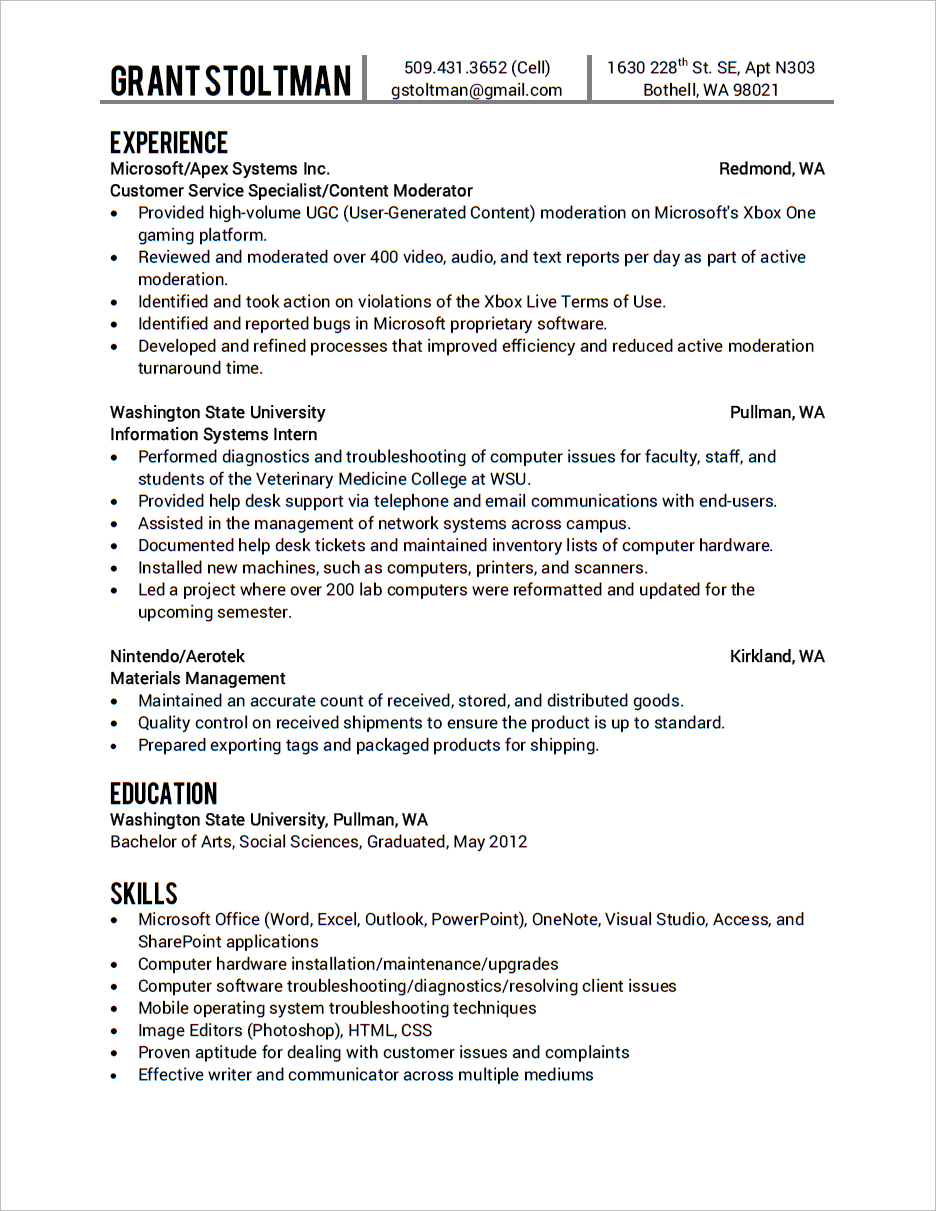 GRANT STOLTMAN
509.431.3652 (Cell)
gstoltman@gmail.com
1630 228th St. SE, Apt N303
Bothell, WA 98021
EXPERIENCE
Microsoft/Apex Systems Inc. Redmond, WA
Customer Service Specialist/Content Moderator
• Provided high-volume UGC (User-Generated Content) moderation on Microsoft's Xbox One
gaming platform.
• Reviewed and moderated over 400 video, audio, and text reports per day as part of active
moderation.
• Identified and took action on violations of the Xbox Live Terms of Use.
• Identified and reported bugs in Microsoft proprietary software.
• Developed and refined processes that improved efficiency and reduced active moderation
turnaround time.
Washington State University Pullman, WA
Information Systems Intern
• Performed diagnostics and troubleshooting of computer issues for faculty, staff, and
students of the Veterinary Medicine College at WSU.
• Provided help desk support via telephone and email communications with end-users.
• Assisted in the management of network systems across campus.
• Documented help desk tickets and maintained inventory lists of computer hardware.
• Installed new machines, such as computers, printers, and scanners.
• Led a project where over 200 lab computers were reformatted and updated for the
upcoming semester.
Nintendo/Aerotek Kirkland, WA
Materials Management
• Maintained an accurate count of received, stored, and distributed goods.
• Quality control on received shipments to ensure the product is up to standard.
• Prepared exporting tags and packaged products for shipping.
EDUCATION
Washington State University, Pullman, WA
Bachelor of Arts, Social Sciences, Graduated, May 2012
SKILLS
• Microsoft Office (Word, Excel, Outlook, PowerPoint), OneNote, Visual Studio, Access, and
SharePoint applications
• Computer hardware installation/maintenance/upgrades
• Computer software troubleshooting/diagnostics/resolving client issues
• Mobile operating system troubleshooting techniques
• Image Editors (Photoshop), HTML, CSS
• Proven aptitude for dealing with customer issues and complaints
• Effective writer and communicator across multiple mediums